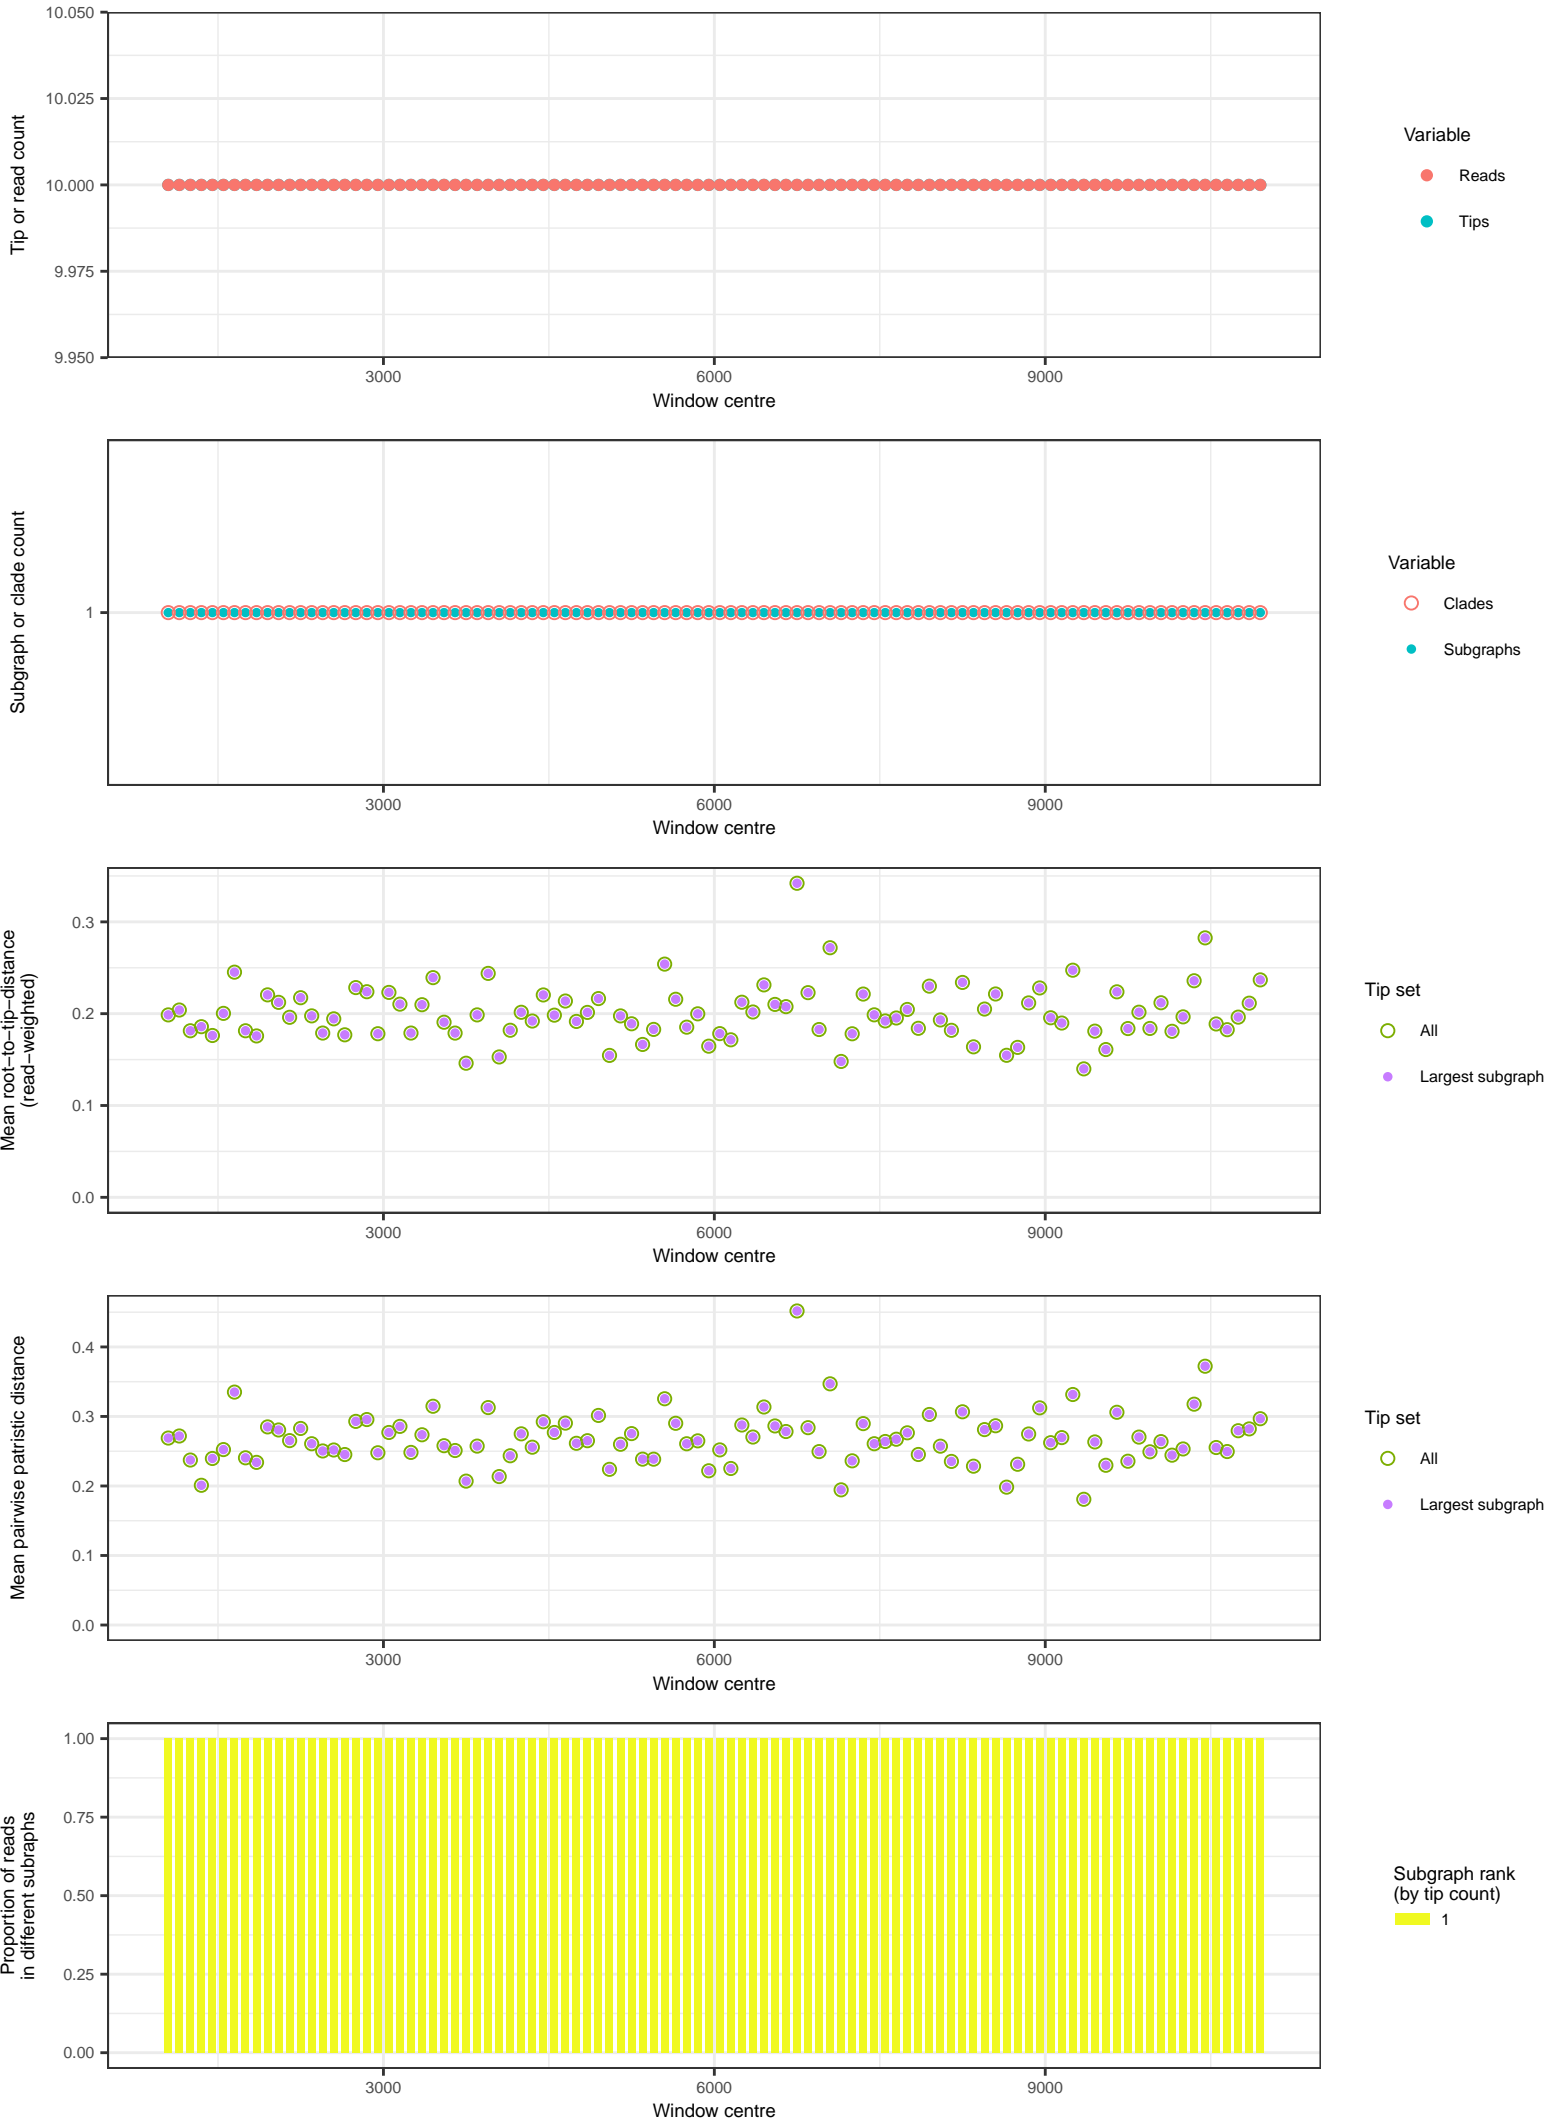 10.050
10.025
10.000
9.975
9.950
Tip or read count
3000 6000 9000
Window centre
Variable
Reads
Tips
1
Subgraph or clade count
3000 6000 9000
Window centre
Variable
Clades
Subgraphs
0.3
0.2
0.1
0.0
Mean root−to−tip−distance
(read−weighted)
3000 6000 9000
Window centre
Tip set
All
Largest subgraph
0.4
0.3
0.2
0.1
0.0
Mean pairwise patristic distance
3000 6000 9000
Window centre
Tip set
All
Largest subgraph
1.00
0.75
0.50
0.25
0.00
Proportion of reads
in different subraphs
3000 6000 9000
Window centre
Subgraph rank
(by tip count)
1